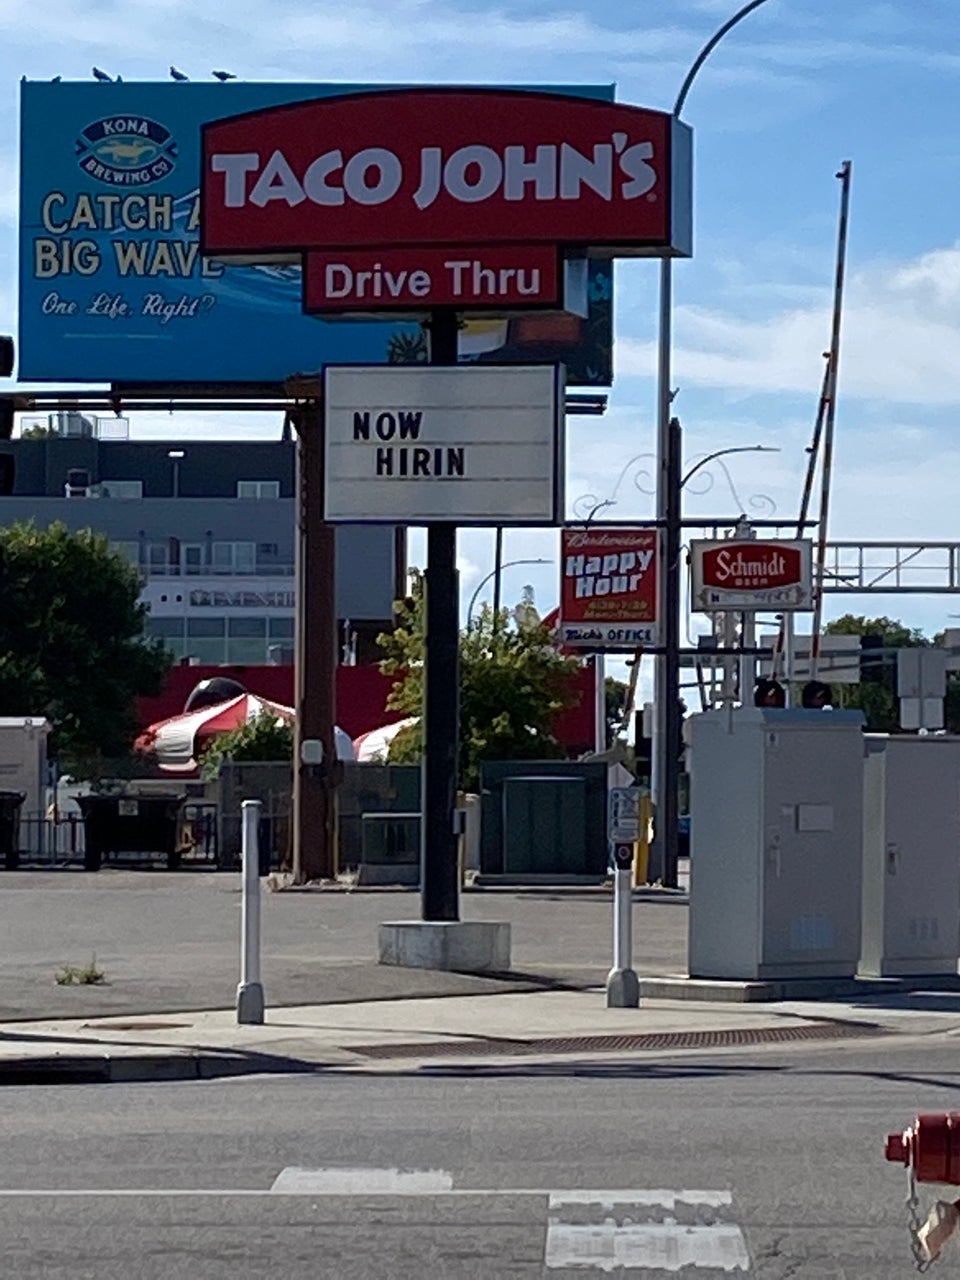 KONA
BREWING CO
CATCH A
BIG WAVE
One Life, Right?
TACO JOHN'S
Drive Thru
NOW
HIRIN
Budweiser
Happy
Hour
Mick's OFFICE
Schmidt
BEER